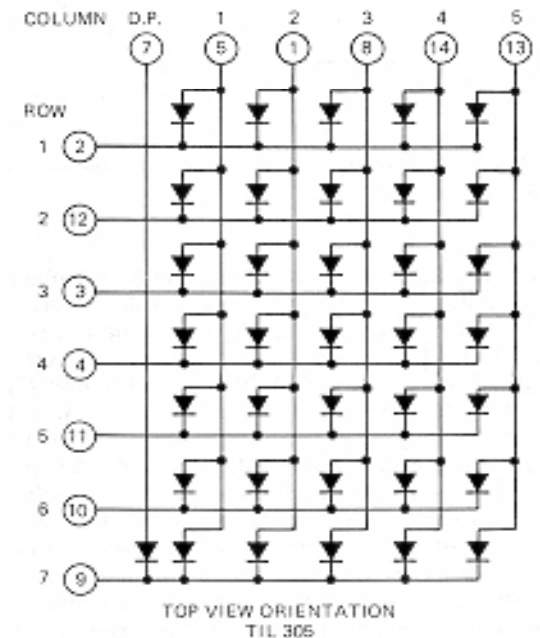 COLUMN D.P. 1 2 3 4 5
7 5 1 8 14 13
ROW
1 2
2 12
3 3
4 4
5 11
6 10
7 9
TOP VIEW ORIENTATION
TIL 305